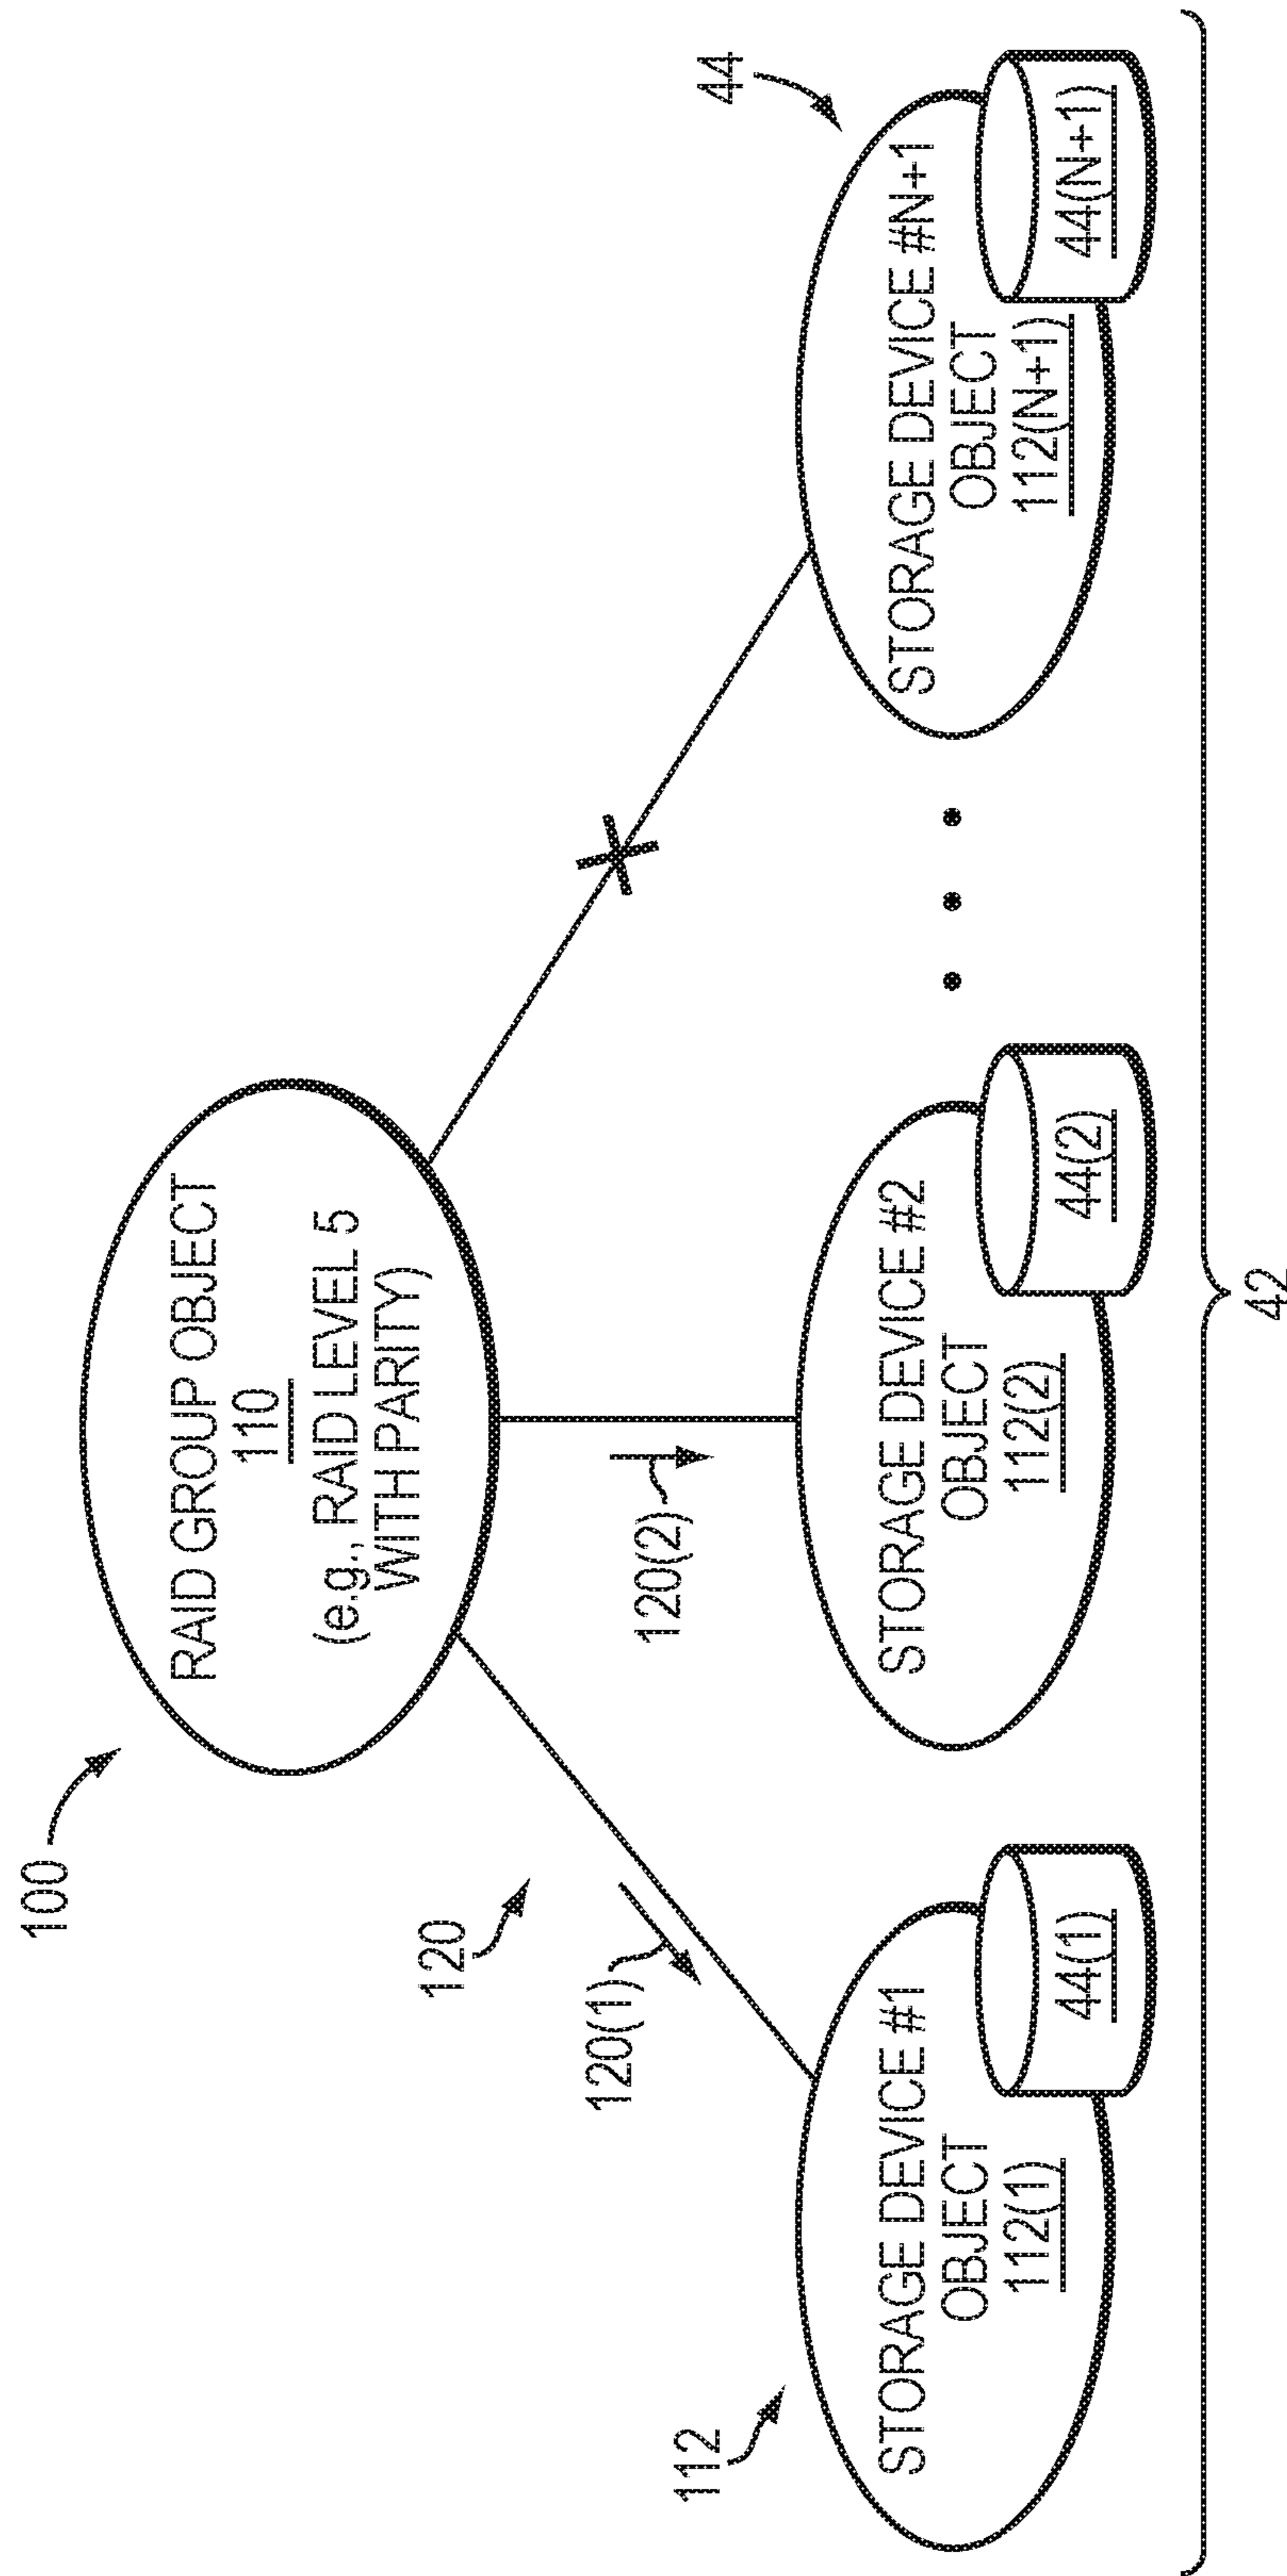 100
RAID GROUP OBJECT
110
(e.g., RAID LEVEL 5
WITH PARITY)
120
120(1)
120(2)
112
44
STORAGE DEVICE #1
OBJECT
112(1)
44(1)
STORAGE DEVICE #2
OBJECT
112(2)
44(2)
STORAGE DEVICE #N+1
OBJECT
112(N+1)
44(N+1)
42